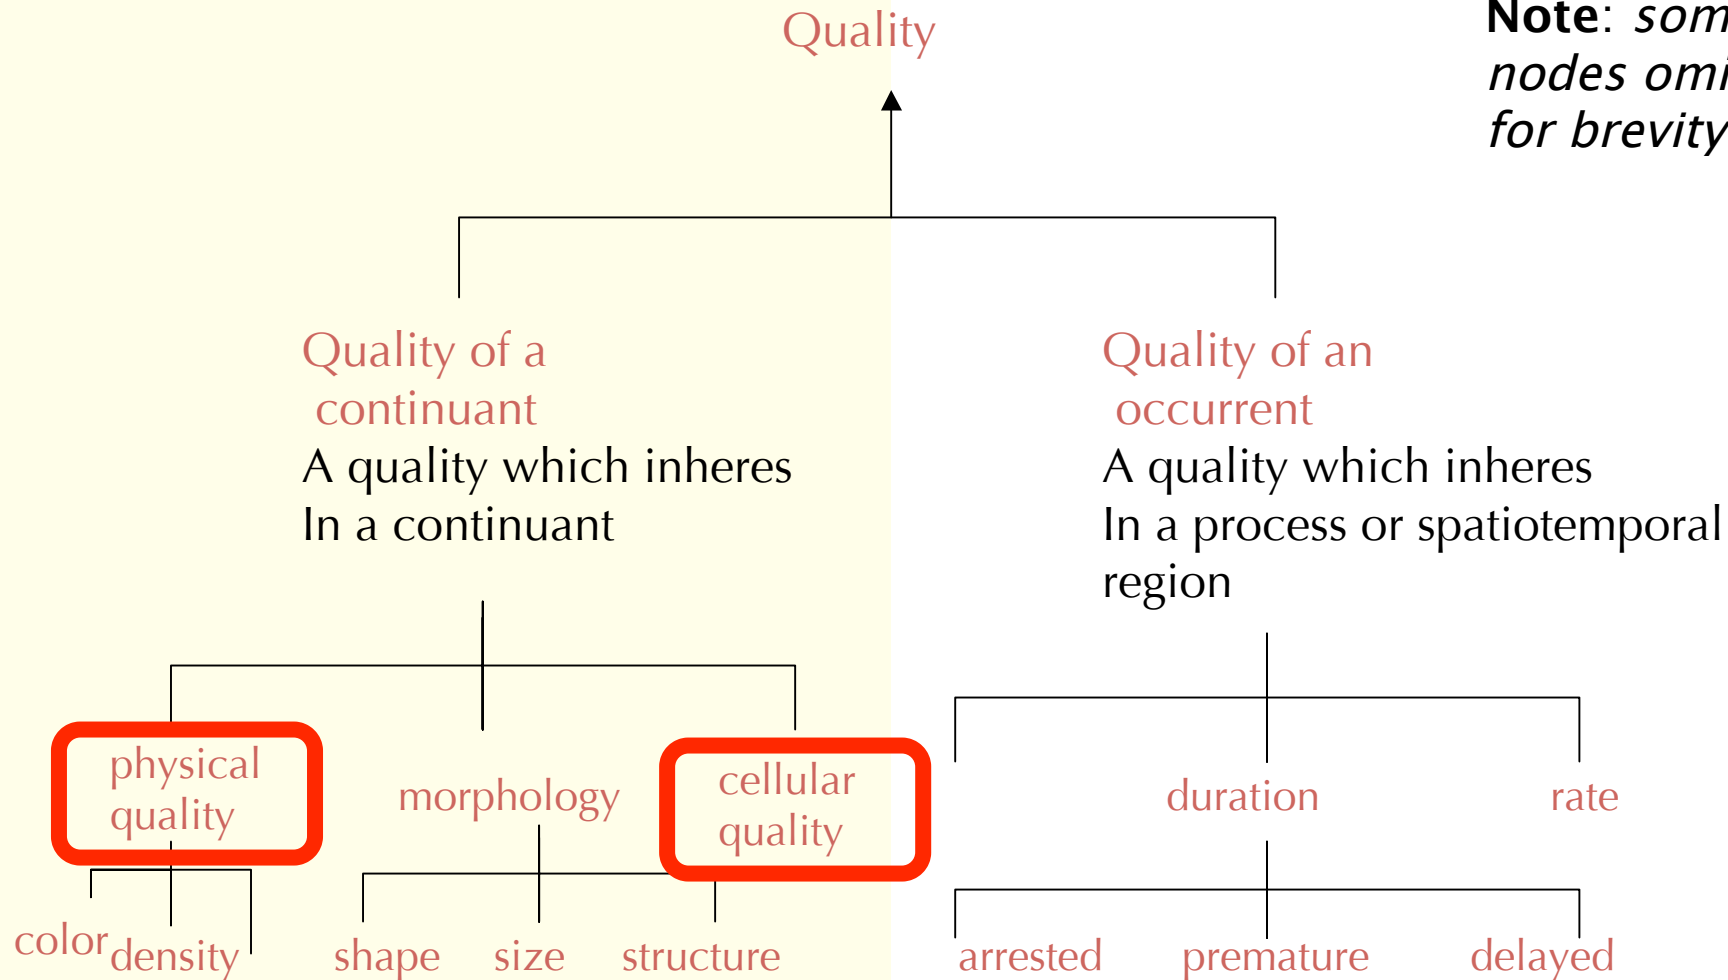 Quality
Note: som
nodes omi
for brevity
Quality of a
continuant
A quality which inheres
In a continuant
Quality of an
occurrent
A quality which inheres
In a process or spatiotemporal
region
physical
quality
morphology
cellular
quality
duration
rate
color
density
shape
size
structure
arrested
premature
delayed